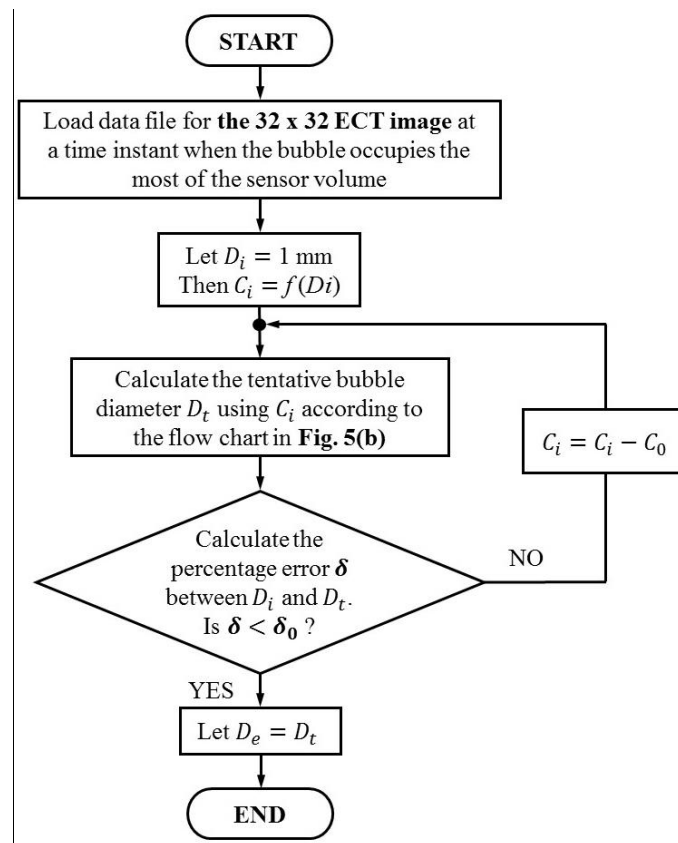 START
Load data file for the 32 x 32 ECT image at
a time instant when the bubble occupies the
most of the sensor volume
Let D_i = 1 mm
Then C_i = f(Di)
Calculate the tentative bubble
diameter D_t using C_i according to
the flow chart in Fig. 5(b)
C_i = C_i − C_0
Calculate the
percentage error δ
between D_i and D_t.
Is δ < δ_0 ?
NO
YES
Let D_e = D_t
END